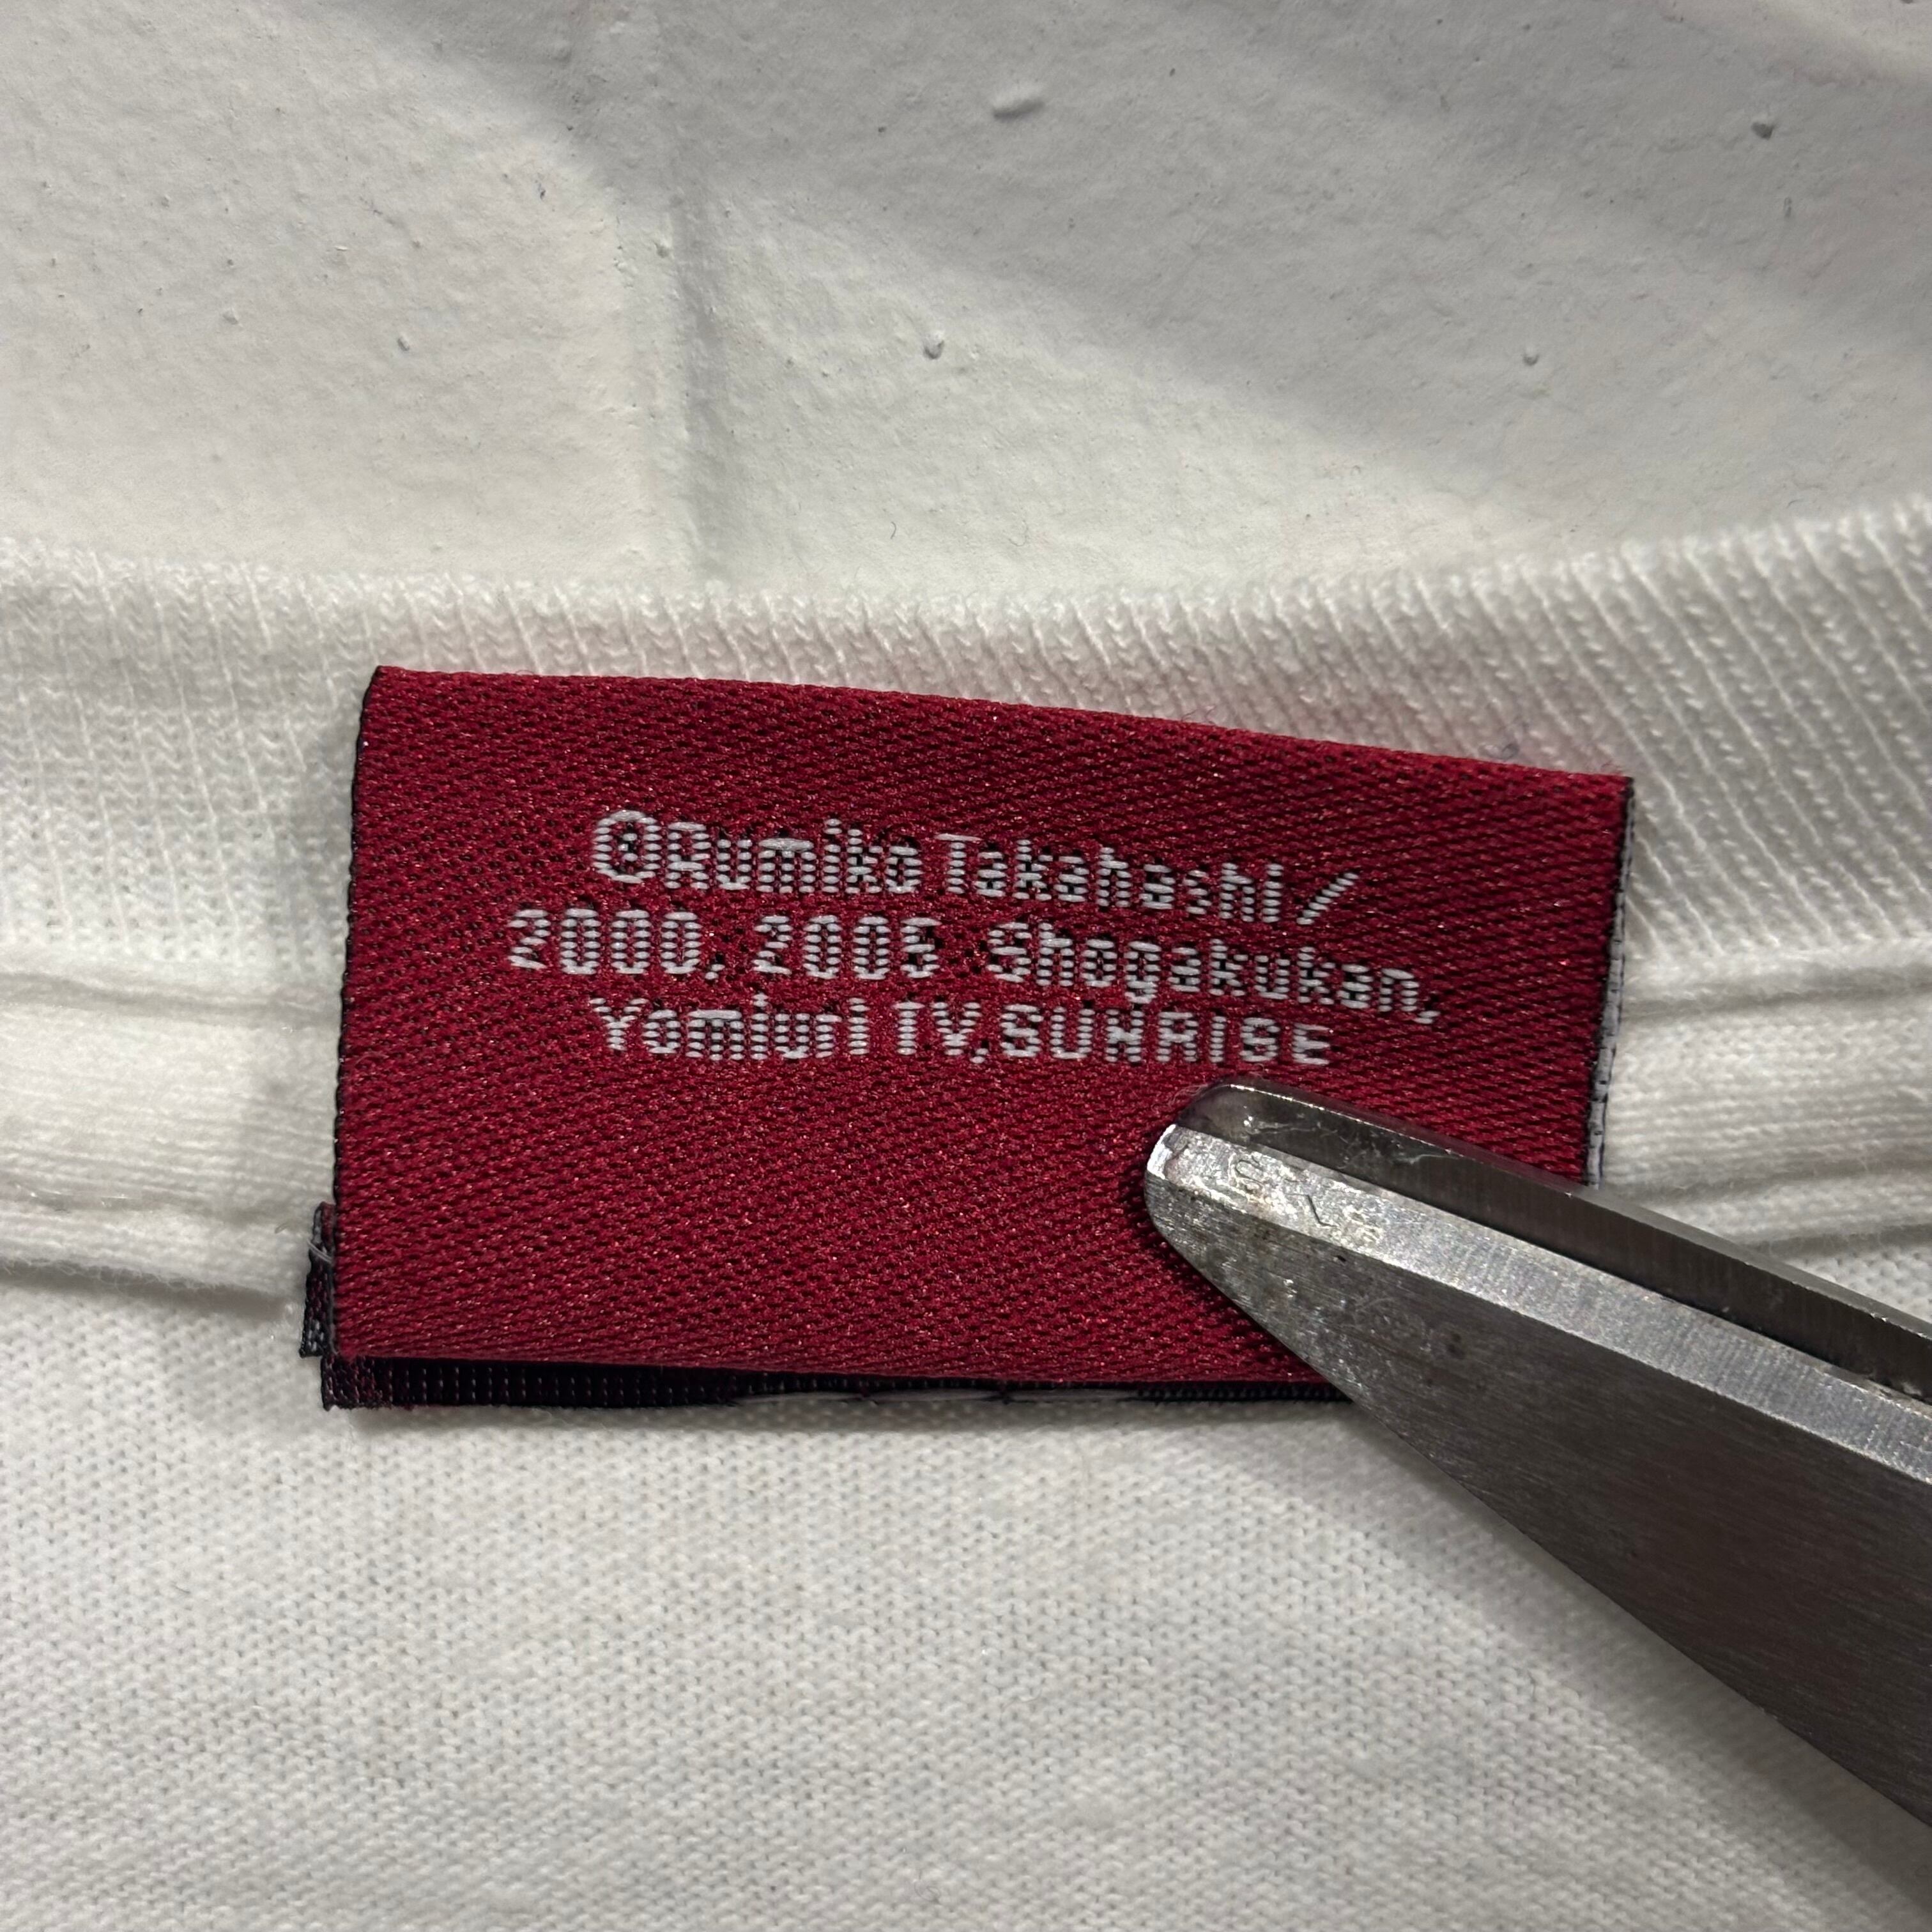 ©Rumiko Takahashi /
2000, 2005 Shogakukan,
Yomiuri TV,SUNRISE